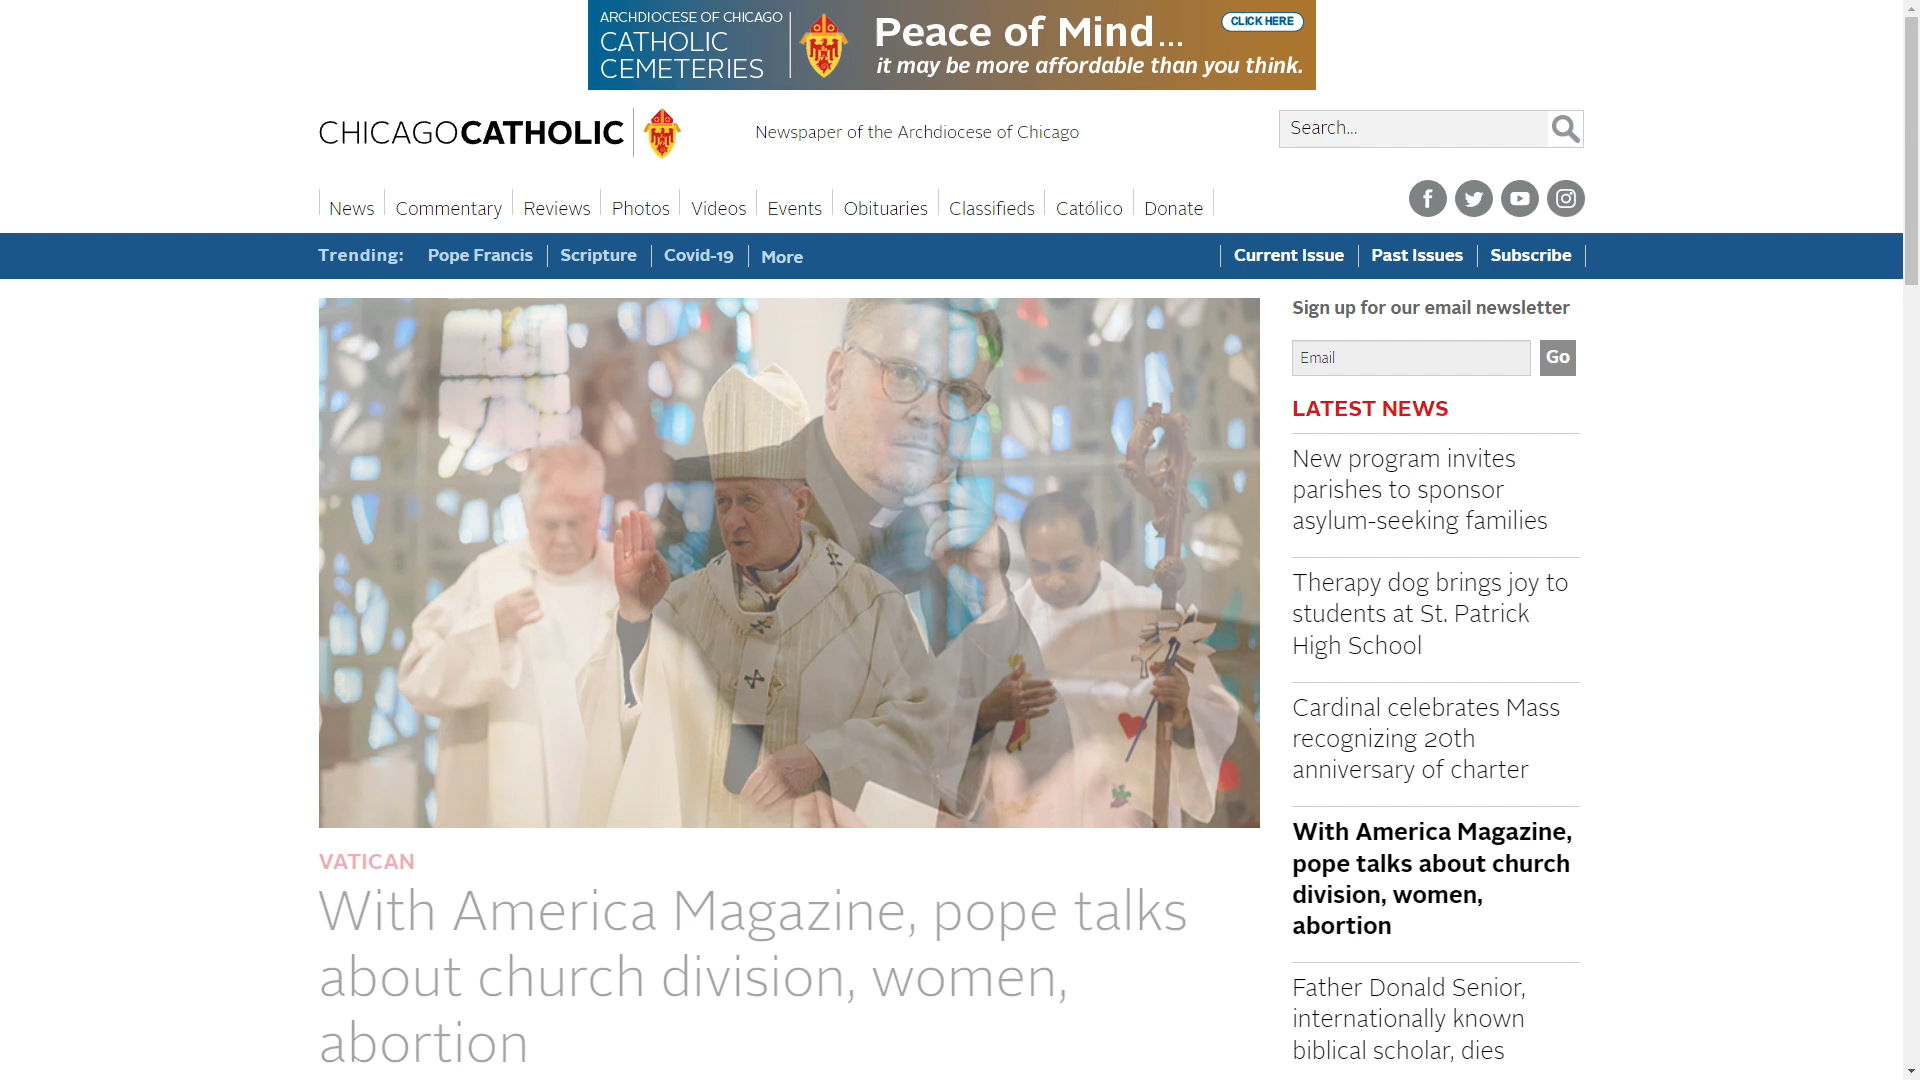 ARCHDIOCESE OF CHICAGO
CATHOLIC
CEMETERIES
Peace of Mind...
CLICK HERE
it may be more affordable than you think.
CHICAGOCATHOLIC
Newspaper of the Archdiocese of Chicago
Search...
News
Commentary
Reviews
Photos
Videos
Events
Obituaries
Classifieds
Católico
Donate
Trending:
Pope Francis
Scripture
Covid-19
More
Current Issue
Past Issues
Subscribe
VATICAN
With America Magazine, pope talks
about church division, women,
abortion
Sign up for our email newsletter
Email
Go
LATEST NEWS
New program invites
parishes to sponsor
asylum-seeking families
Therapy dog brings joy to
students at St. Patrick
High School
Cardinal celebrates Mass
recognizing 20th
anniversary of charter
With America Magazine,
pope talks about church
division, women,
abortion
Father Donald Senior,
internationally known
biblical scholar, dies